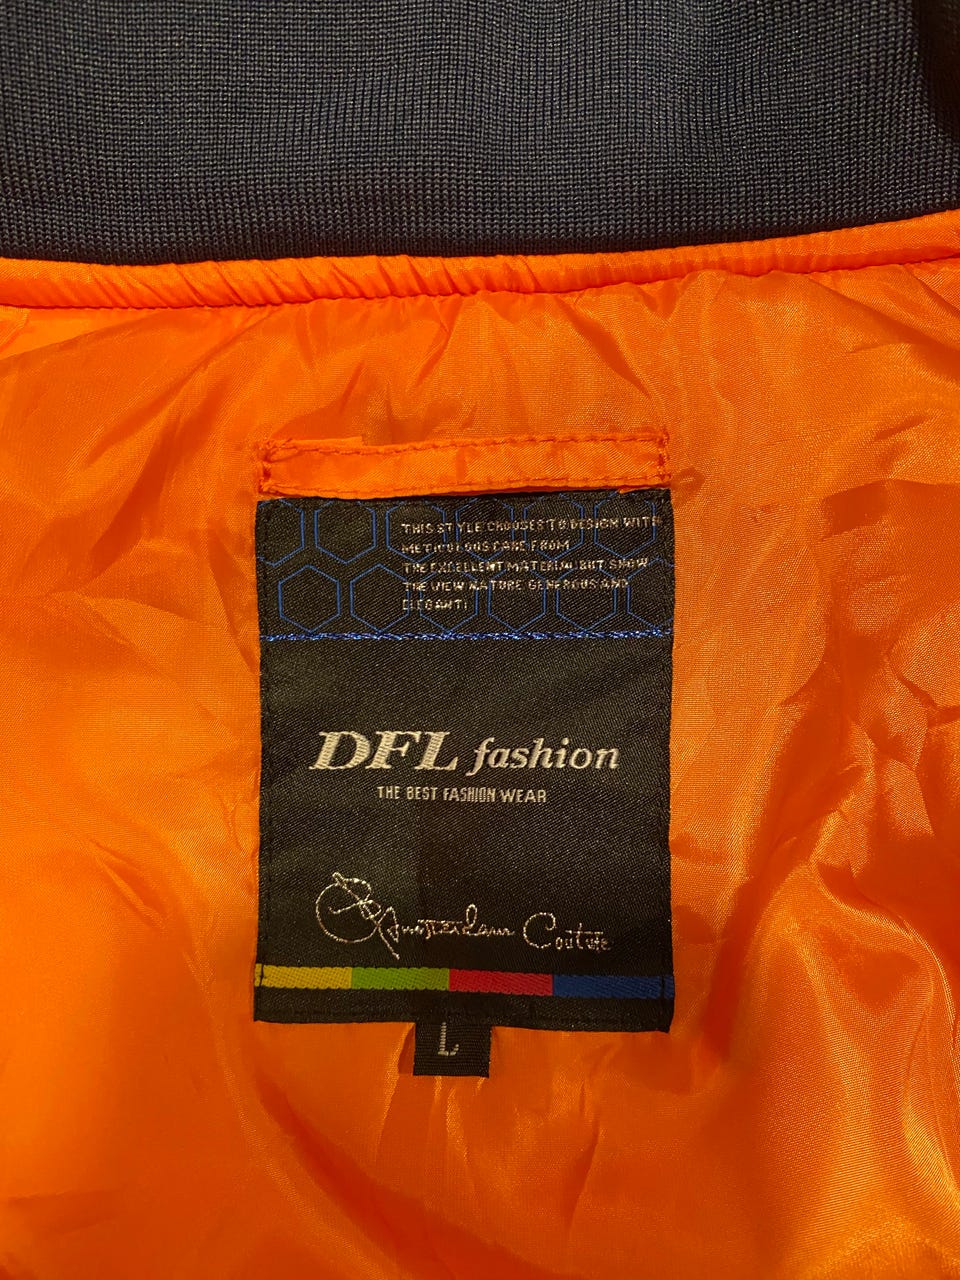 THIS STYLE CHOOSES TO DESIGN WITH
METICULOUS CARE FROM
THE EXCELLENT MATERIAL BUT SHOW
THE VIEW NATURE GENEROUS AND
ELEGANT!
DFL fashion
THE BEST FASHION WEAR
Amsterdam Couture
L